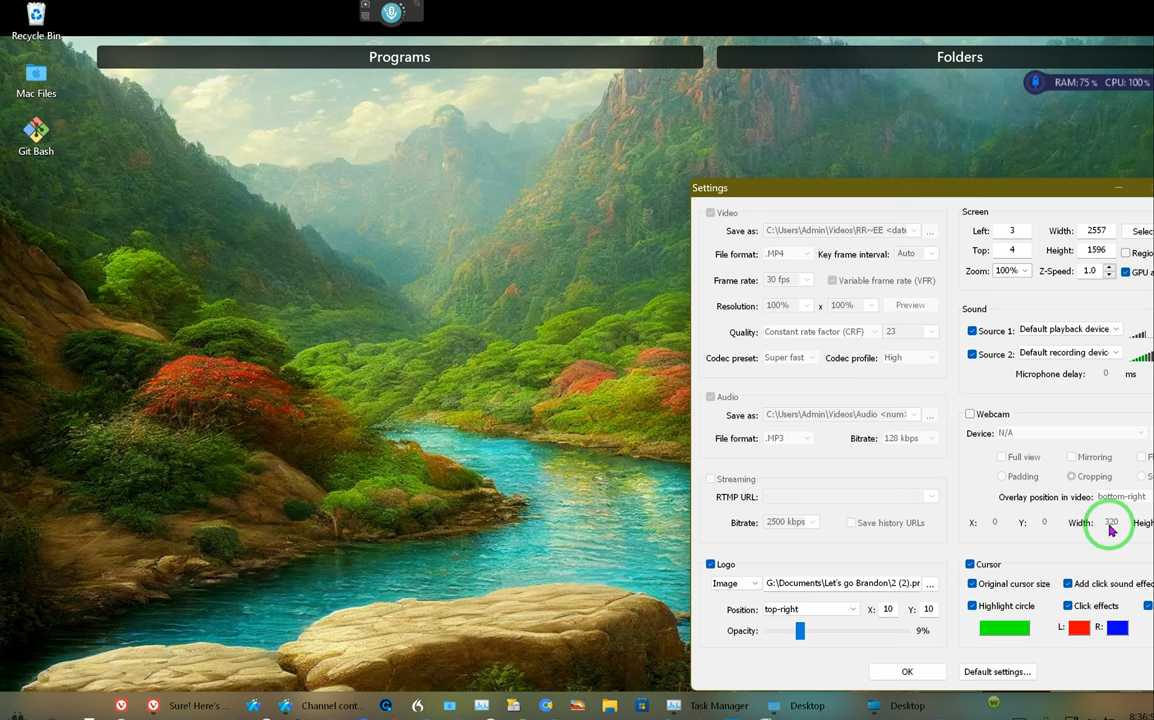 Recycle Bin
Mac Files
Git Bash
Programs
Folders
RAM:75% CPU:100%
Settings
Video
Save as: C:\Users\Admin\Videos\RR~EE <date ...
File format: .MP4 Key frame interval: Auto
Frame rate: 30 fps Variable frame rate (VFR)
Resolution: 100% x 100% Preview
Quality: Constant rate factor (CRF) 23
Codec preset: Super fast Codec profile: High
Audio
Save as: C:\Users\Admin\Videos\Audio <num> ...
File format: .MP3 Bitrate: 128 kbps
Streaming
RTMP URL:
Bitrate: 2500 kbps Save history URLs
Logo
Image G:\Documents\Let's go Brandon\2 (2).pr ...
Position: top-right X: 10 Y: 10
Opacity: 9%
OK
Screen
Left: 3 Width: 2557 Selec
Top: 4 Height: 1596 Regio
Zoom: 100% Z-Speed: 1.0 GPU a
Sound
Source 1: Default playback device
Source 2: Default recording devic
Microphone delay: 0 ms
Webcam
Device: N/A
Full view Mirroring
Padding Cropping
Overlay position in video: bottom-right
X: 0 Y: 0 Width: 320 Heigh
Cursor
Original cursor size Add click sound effec
Highlight circle Click effects
L: R:
Default settings...
Sure! Here's ... Channel cont... Task Manager Desktop Desktop